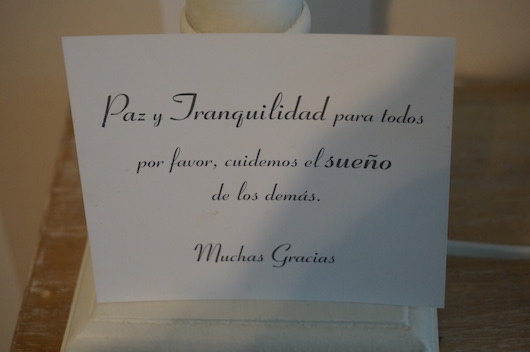 Paz y Tranquilidad para todos
por favor, cuidemos el sueño
de los demás.
Muchas Gracias